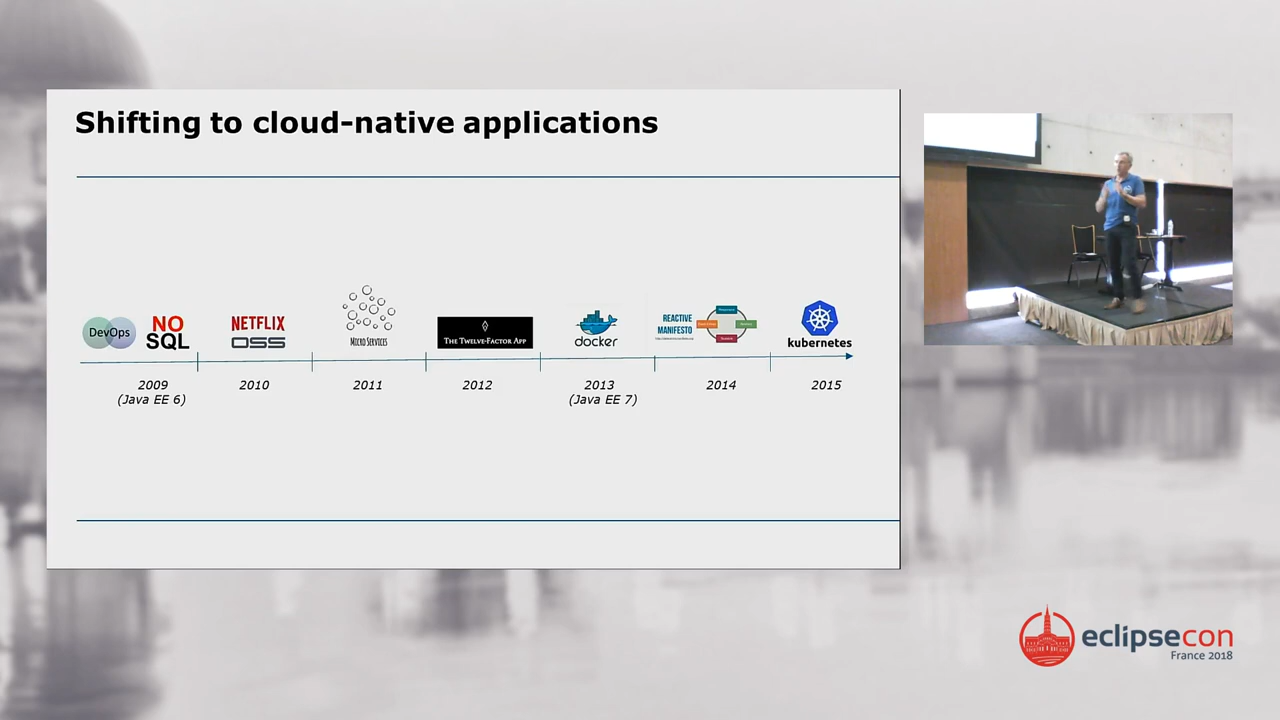 Shifting to cloud-native applications
DevOps
NO
SQL
NETFLIX
OSS
MICRO SERVICES
THE TWELVE-FACTOR APP
docker
REACTIVE
MANIFESTO
kubernetes
2009
(Java EE 6)
2010
2011
2012
2013
(Java EE 7)
2014
2015
eclipsecon
France 2018